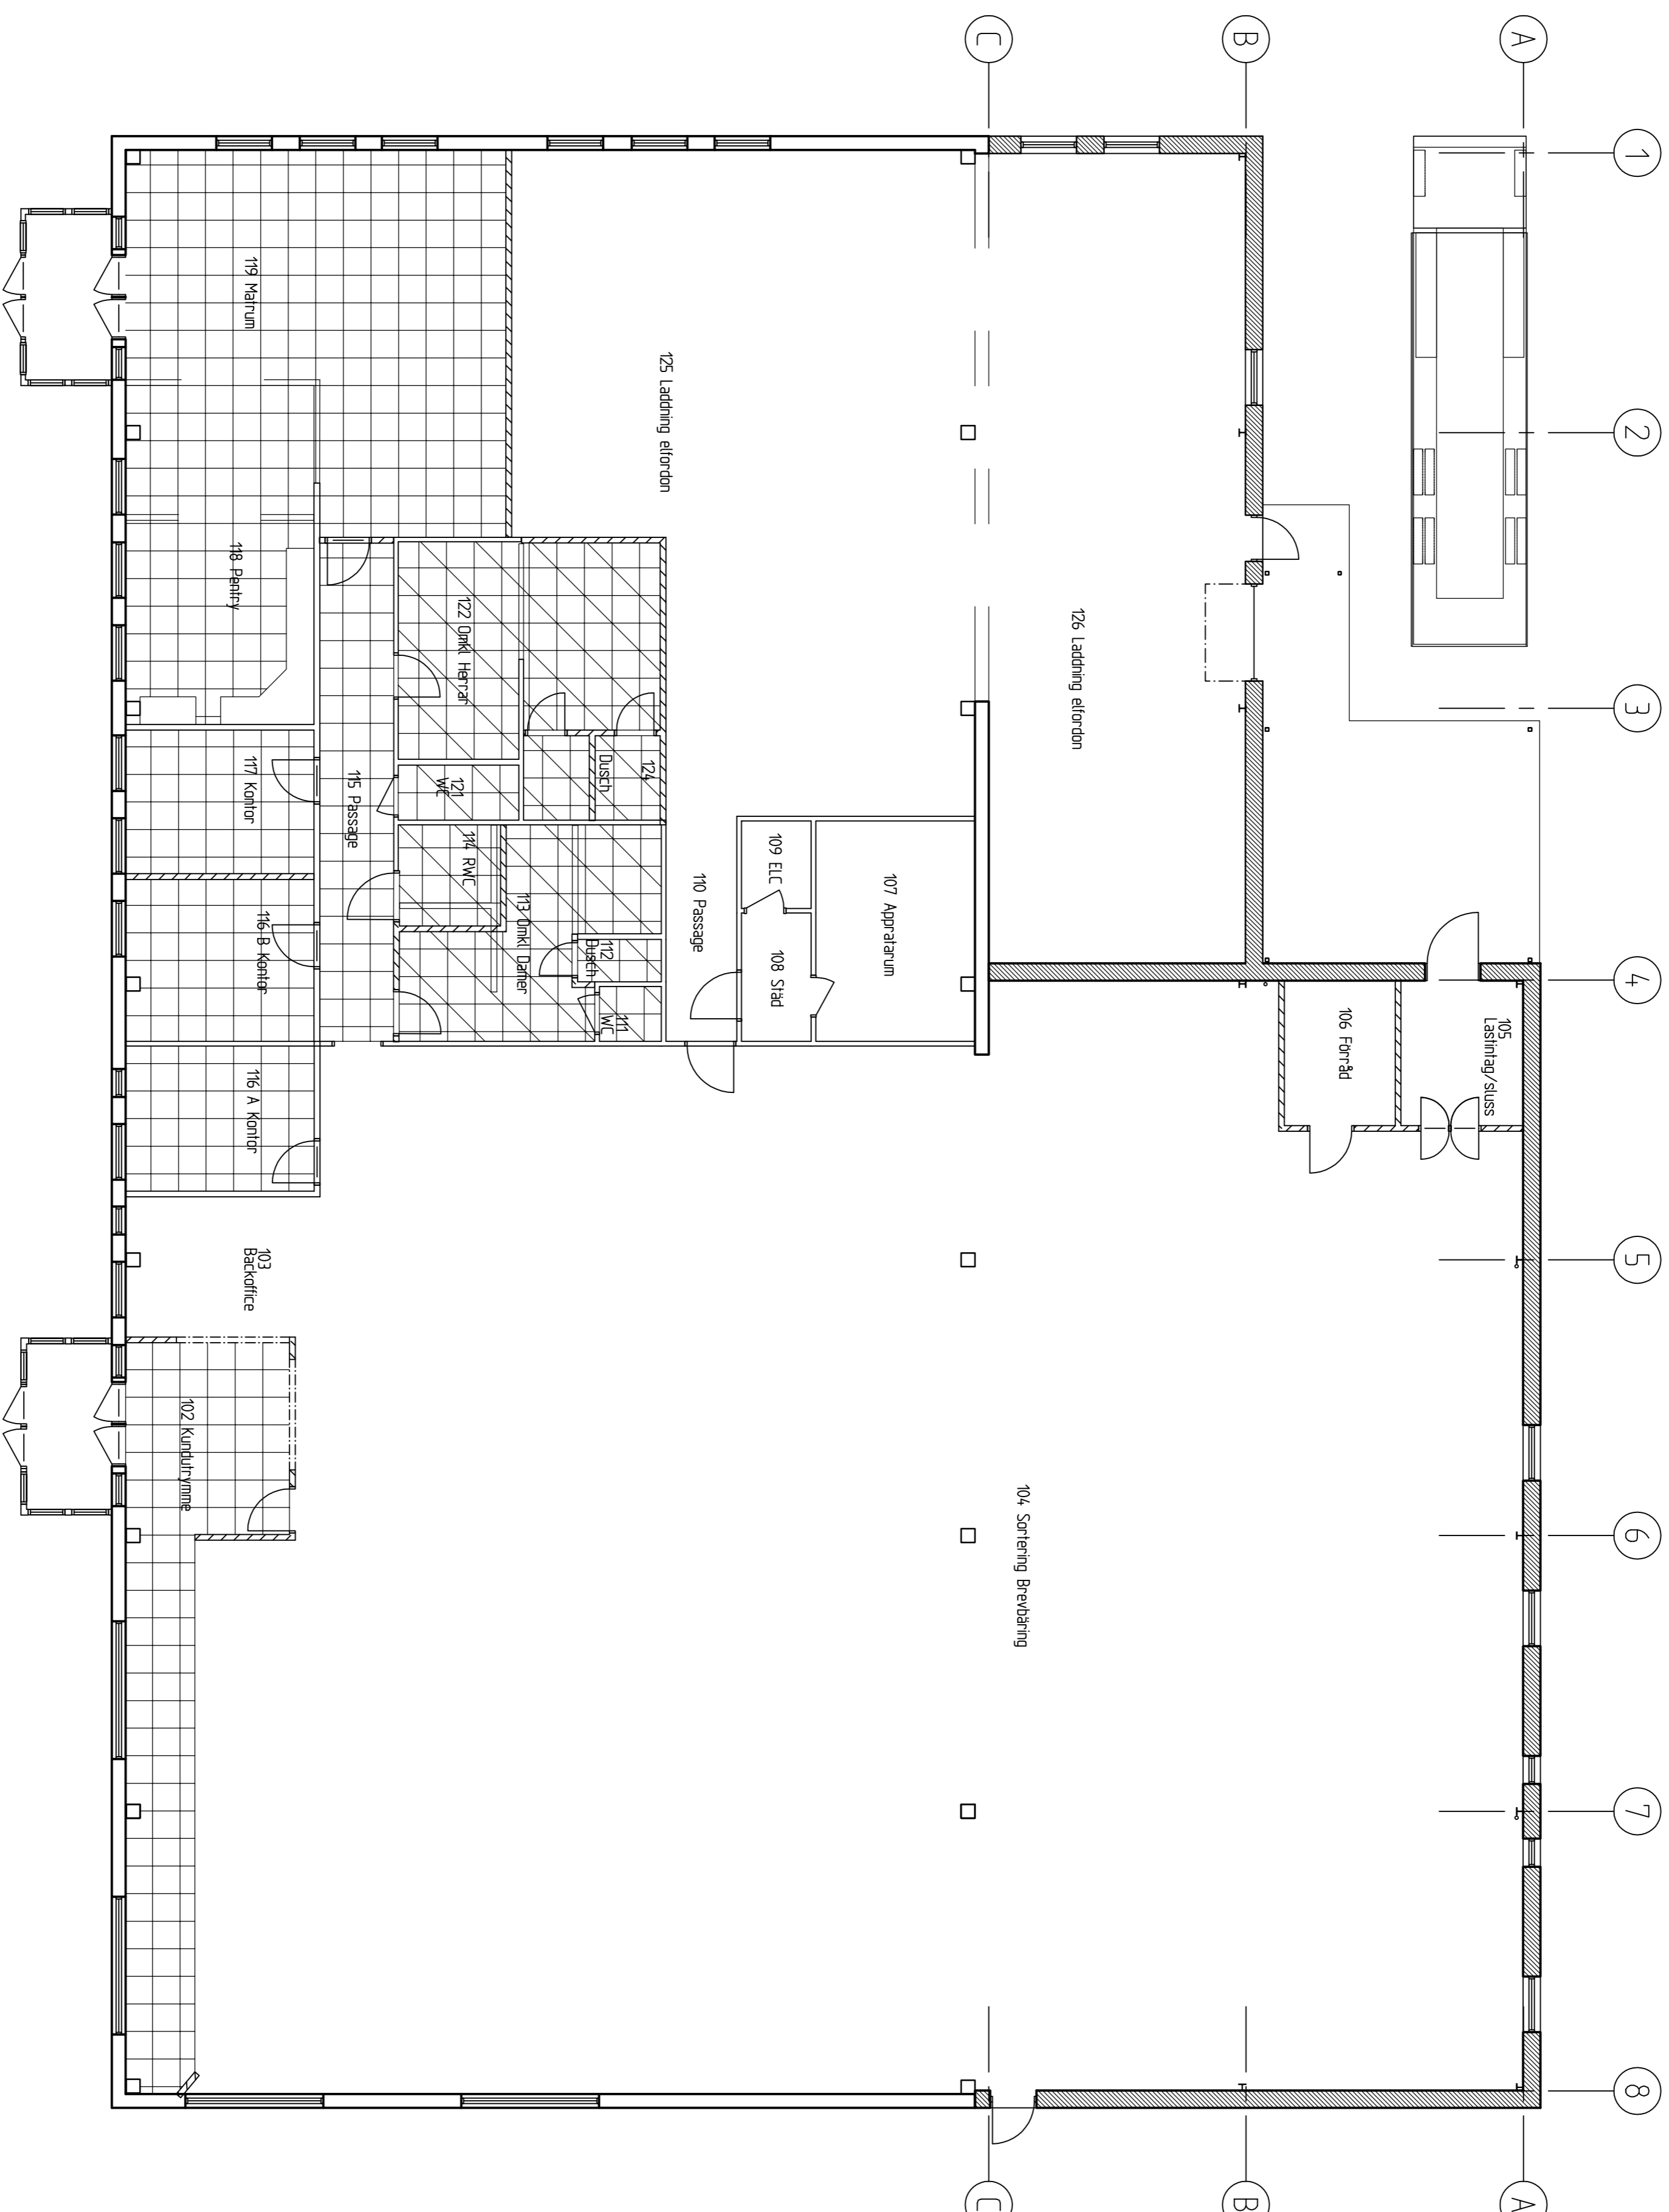 A
B
C
1
2
3
4
5
6
7
8
A
B
C
105
Lastintag/sluss
106 Förråd
126 Laddning elfordon
104 Sortering Brevbäring
107 Appratarum
109 ELC
108 Städ
110 Passage
125 Laddning elfordon
124
Dusch
112
Dusch
111
WC
113 Omkl Damer
122 Omkl Herrar
121
WC
114 RWC
115 Passage
119 Matrum
118 Pentry
117 Kontor
116 B Kontor
116 A Kontor
103
Backoffice
102 Kundutrymme